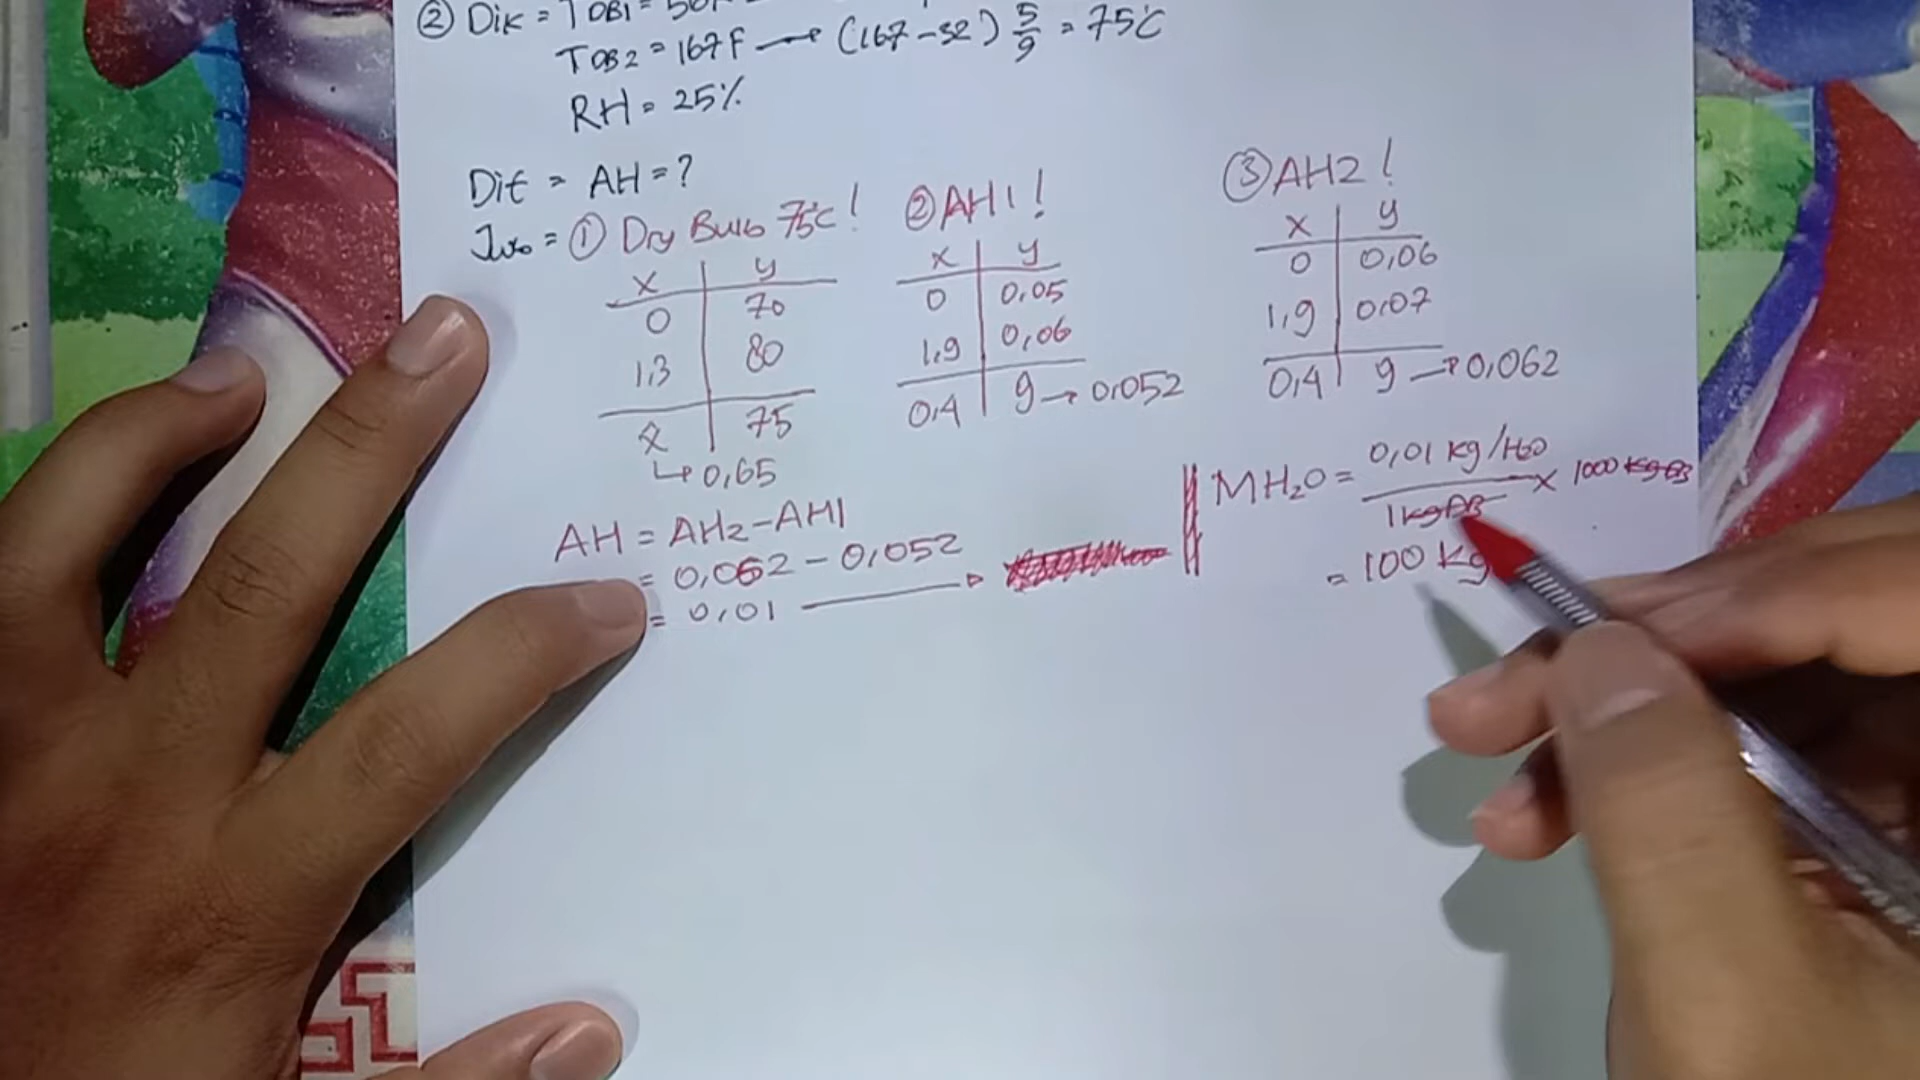 ② Dik = TDB1 = 50
TDB2 = 167F → (167-32) 5/9 = 75°C
RH = 25%
Dit = AH = ?
Jwb = ① Dry Bulb 75°C!
x | y
0 | 70
1,3 | 80
x | 75
↳ 0,65
② AH1!
x | y
0 | 0,05
1,9 | 0,06
0,4 | y → 0,052
③ AH2!
x | y
0 | 0,06
1,9 | 0,07
0,4 | y → 0,062
AH = AH2 - AH1
= 0,062 - 0,052
= 0,01
MH₂O = 0,01 kg/H₂O / 1 kg × 1000 kg
= 100 kg